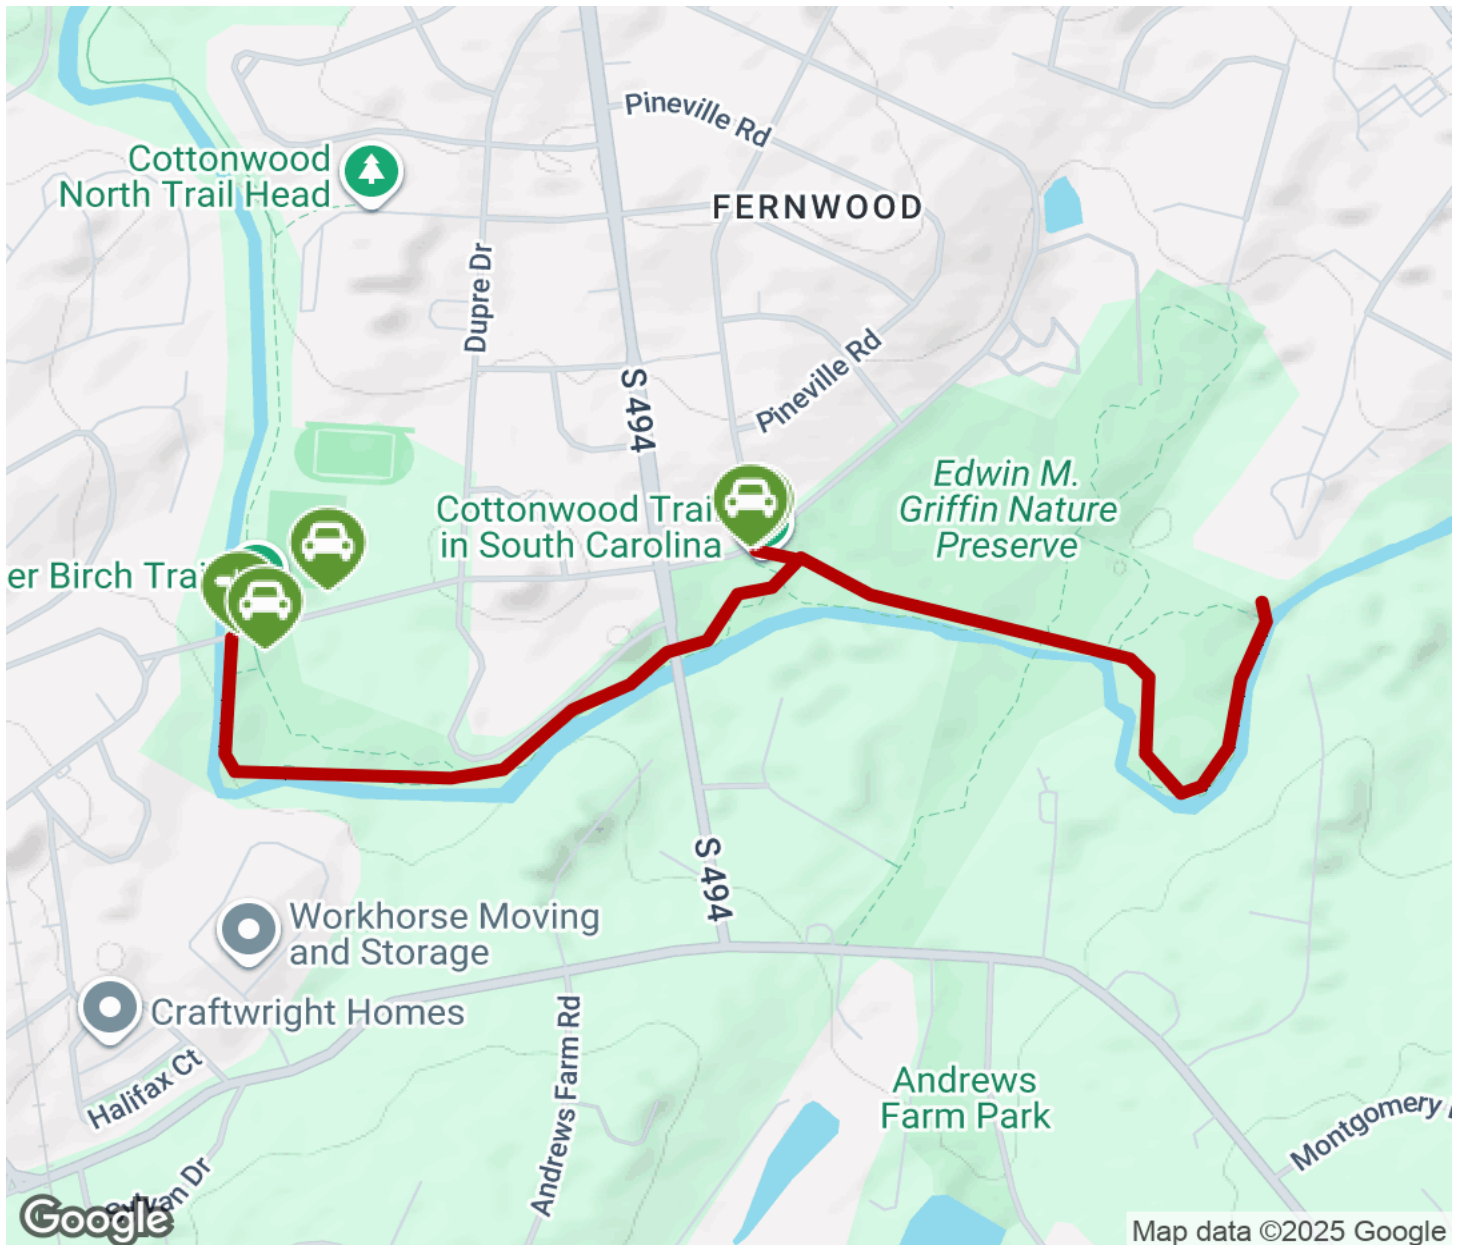 Pineville Rd
Cottonwood
North Trail Head
FERNWOOD
Dupre Dr
Pineville Rd
S 494
Edwin M.
Griffin Nature
Preserve
Cottonwood Trai
in South Carolina
er Birch Trai
S 494
Workhorse Moving
and Storage
Craftwright Homes
Halifax Ct
Andrews Farm Rd
Andrews
Farm Park
Montgomery
Sylvan Dr
Google
Map data ©2025 Google